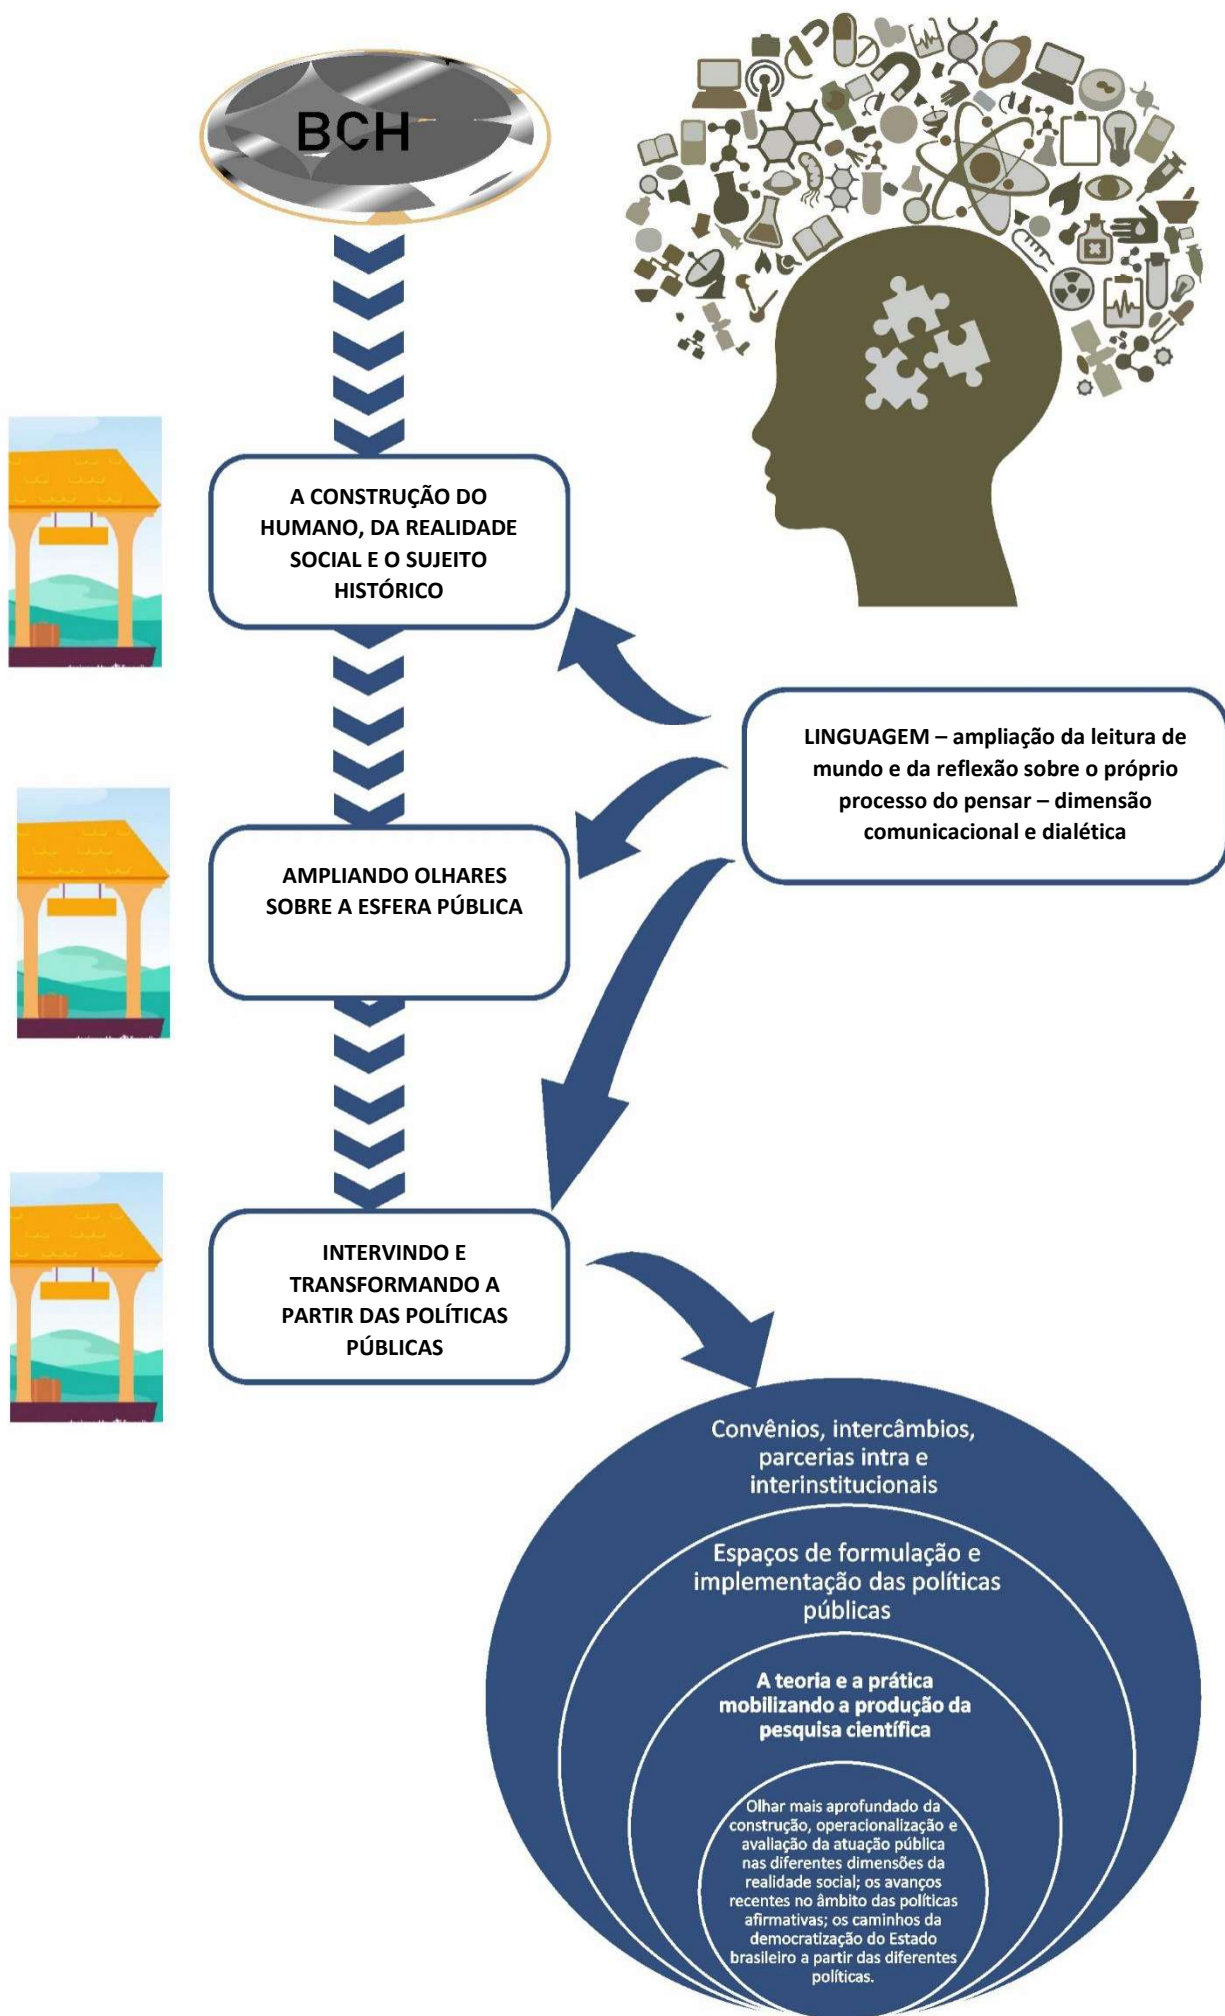 BCH
A CONSTRUÇÃO DO
HUMANO, DA REALIDADE
SOCIAL E O SUJEITO
HISTÓRICO
LINGUAGEM – ampliação da leitura de
mundo e da reflexão sobre o próprio
processo do pensar – dimensão
comunicacional e dialética
AMPLIANDO OLHARES
SOBRE A ESFERA PÚBLICA
INTERVINDO E
TRANSFORMANDO A
PARTIR DAS POLÍTICAS
PÚBLICAS
Convênios, intercâmbios,
parcerias intra e
interinstitucionais
Espaços de formulação e
implementação das políticas
públicas
A teoria e a prática
mobilizando a produção da
pesquisa científica
Olhar mais aprofundado da
construção, operacionalização e
avaliação da atuação pública
nas diferentes dimensões da
realidade social; os avanços
recentes no âmbito das políticas
afirmativas; os caminhos da
democratização do Estado
brasileiro a partir das diferentes
políticas.